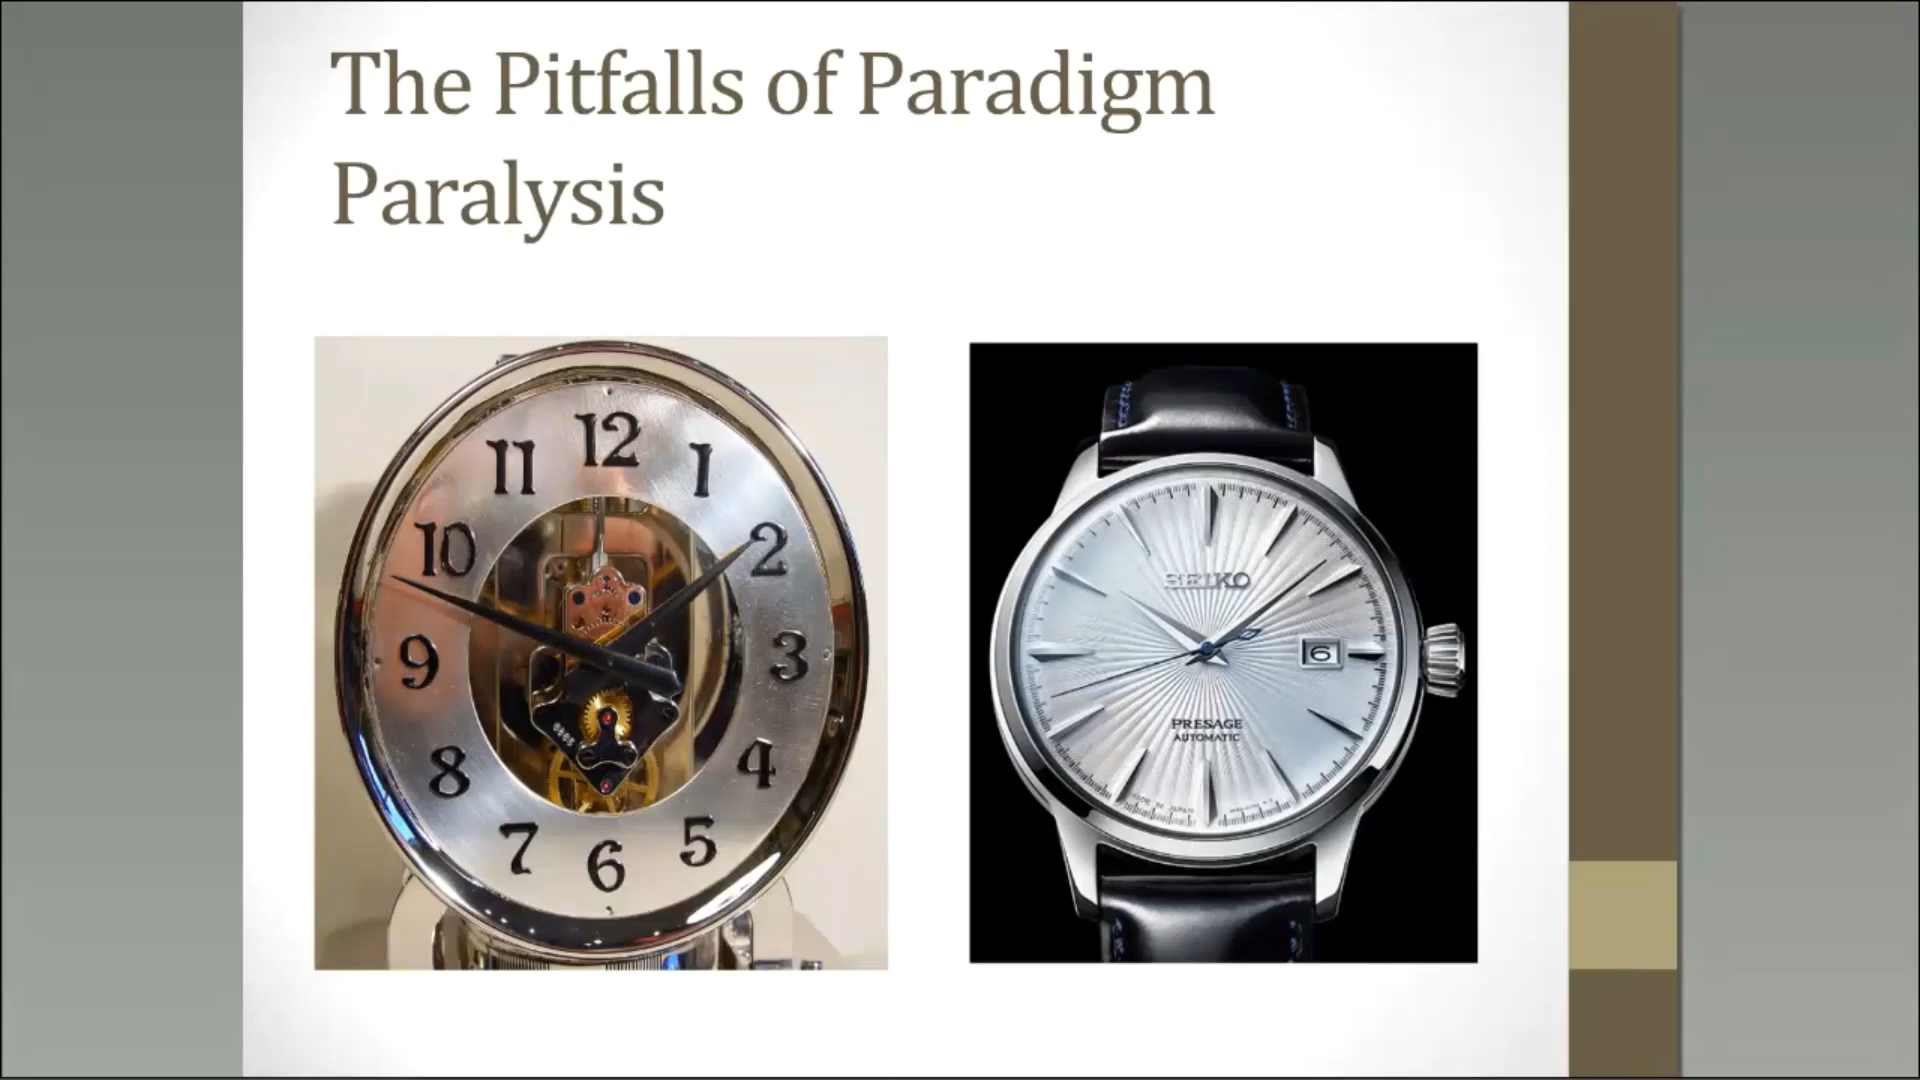 The Pitfalls of Paradigm
Paralysis
12
11
1
10
2
9
3
8
4
7
5
6
SEIKO
6
PRESAGE
AUTOMATIC